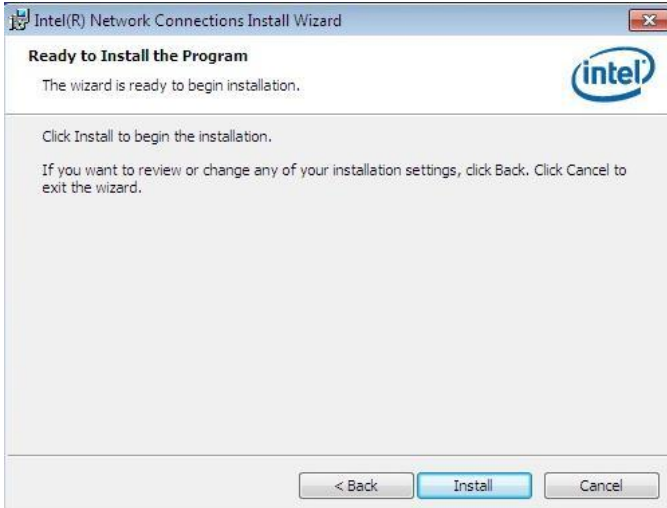 Intel(R) Network Connections Install Wizard
Ready to Install the Program
The wizard is ready to begin installation.
intel
Click Install to begin the installation.
If you want to review or change any of your installation settings, click Back. Click Cancel to
exit the wizard.
< Back
Install
Cancel